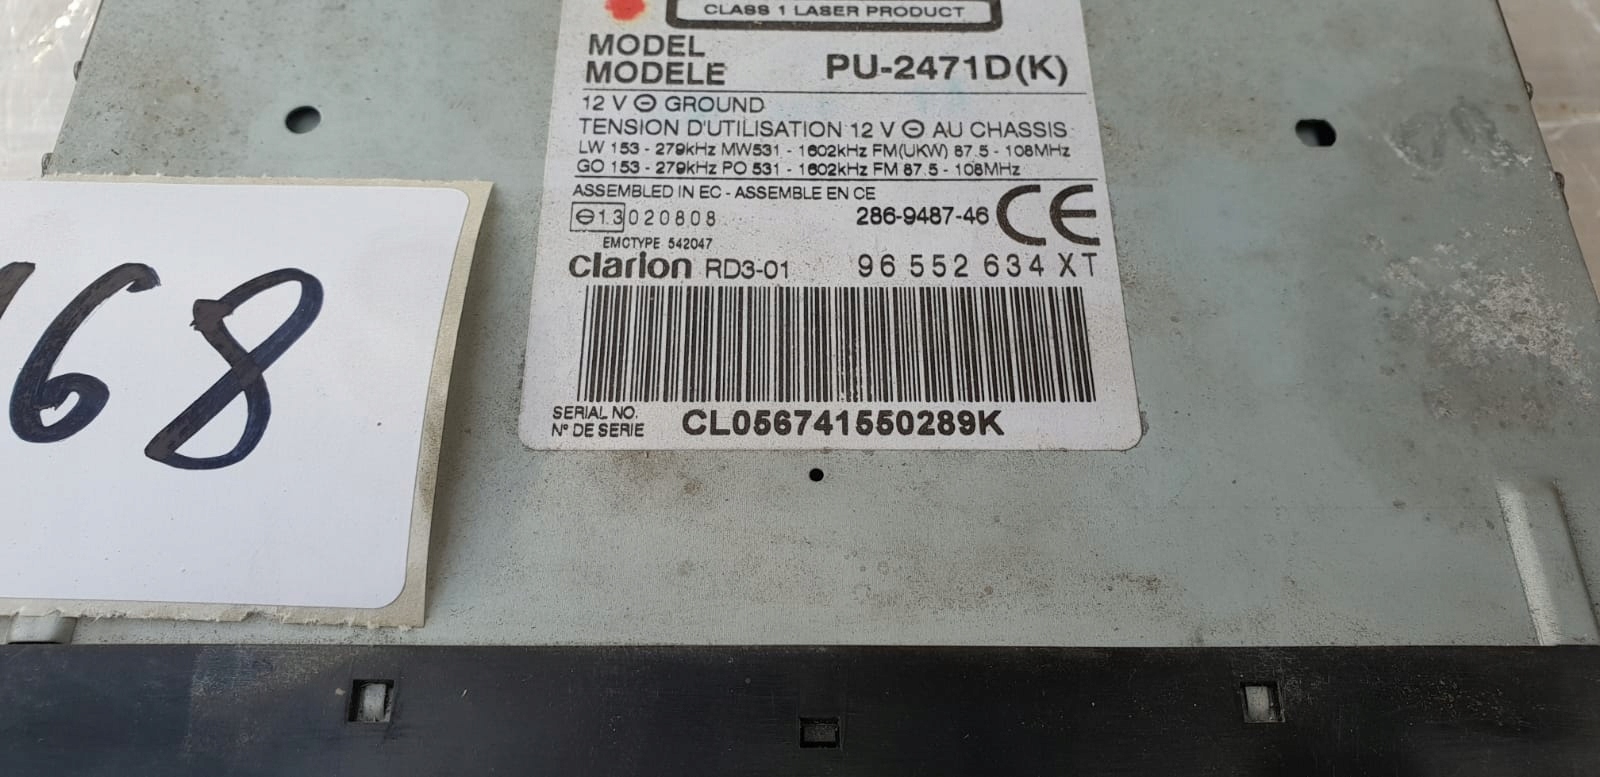 CLASS 1 LASER PRODUCT
MODEL
MODELE
PU-2471D(K)
12 V ⊖ GROUND
TENSION D'UTILISATION 12 V ⊖ AU CHASSIS
LW 153 - 279kHz MW531 - 1602kHz FM(UKW) 87.5 - 108MHz
GO 153 - 279kHz PO 531 - 1602kHz FM 87.5 - 108MHz
ASSEMBLED IN EC - ASSEMBLE EN CE
⊖13 020808
286-9487-46 CE
EMCTYPE 542047
clarion RD3-01 96 552 634 XT
SERIAL NO.
N° DE SERIE
CL056741550289K
68